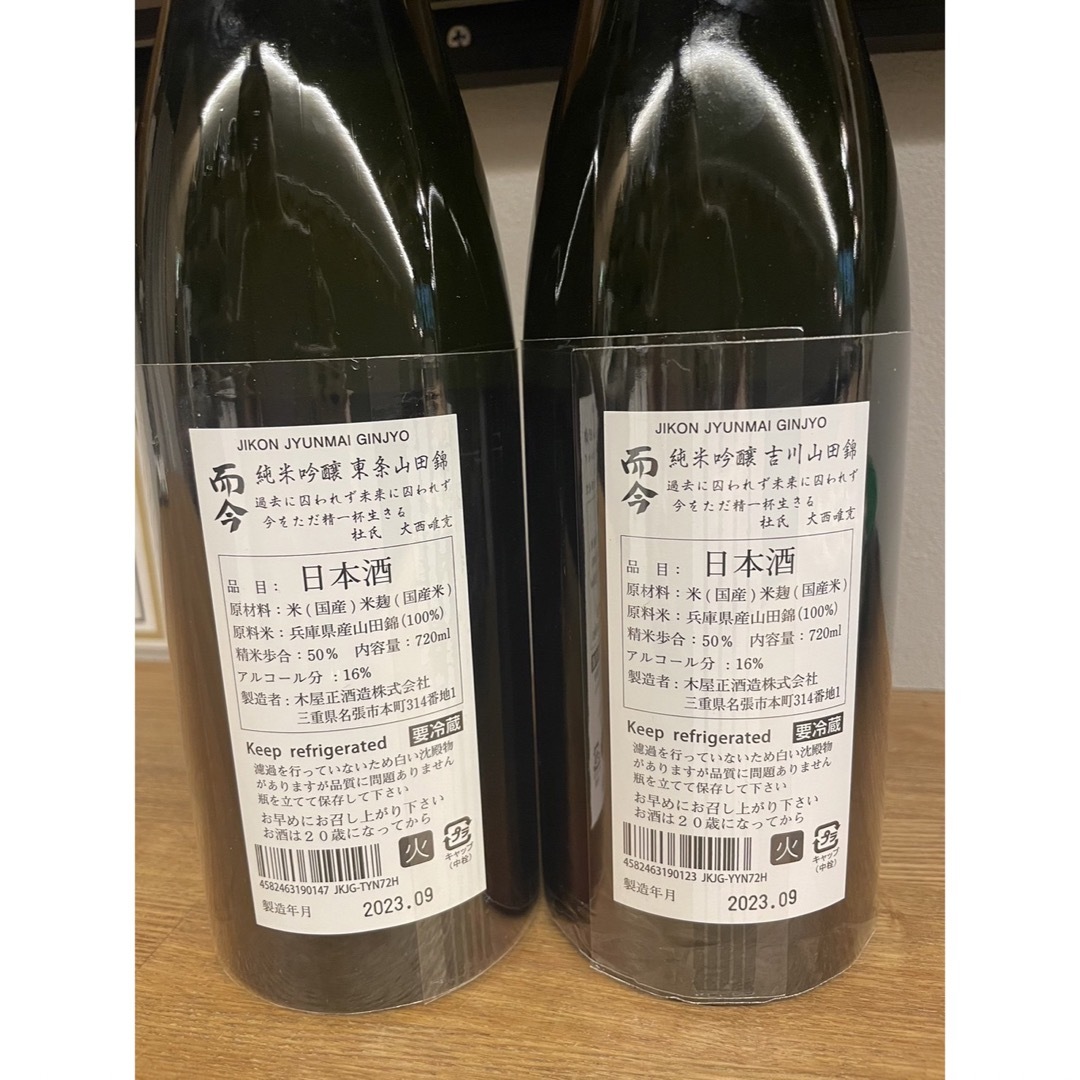 JIKON JYUNMAI GINJYO
而今
純米吟醸 東条山田錦
過去に囚われず未来に囚われず
今をただ精一杯生きる
杜氏 大西唯克
品 目: 日本酒
原材料:米(国産)米麹(国産米)
原料米:兵庫県産山田錦(100%)
精米歩合:50% 内容量:720ml
アルコール分 :16%
製造者:木屋正酒造株式会社
三重県名張市本町314番地1
Keep refrigerated 要冷蔵
濾過を行っていないため白い沈殿物
がありますが品質に問題ありません
瓶を立てて保存して下さい
お早めにお召し上がり下さい
お酒は20歳になってから
火
プラ
キャップ
(中栓)
4582463190147 JKJG-TYN72H
製造年月 2023.09
JIKON JYUNMAI GINJYO
而今
純米吟醸 吉川山田錦
過去に囚われず未来に囚われず
今をただ精一杯生きる
杜氏 大西唯克
品 目: 日本酒
原材料:米(国産)米麹(国産米)
原料米:兵庫県産山田錦(100%)
精米歩合:50% 内容量:720ml
アルコール分 :16%
製造者:木屋正酒造株式会社
三重県名張市本町314番地1
Keep refrigerated 要冷蔵
濾過を行っていないため白い沈殿物
がありますが品質に問題ありません
瓶を立てて保存して下さい
お早めにお召し上がり下さい
お酒は20歳になってから
火
プラ
キャップ
(中栓)
4582463190123 JKJG-YYN72H
製造年月 2023.09